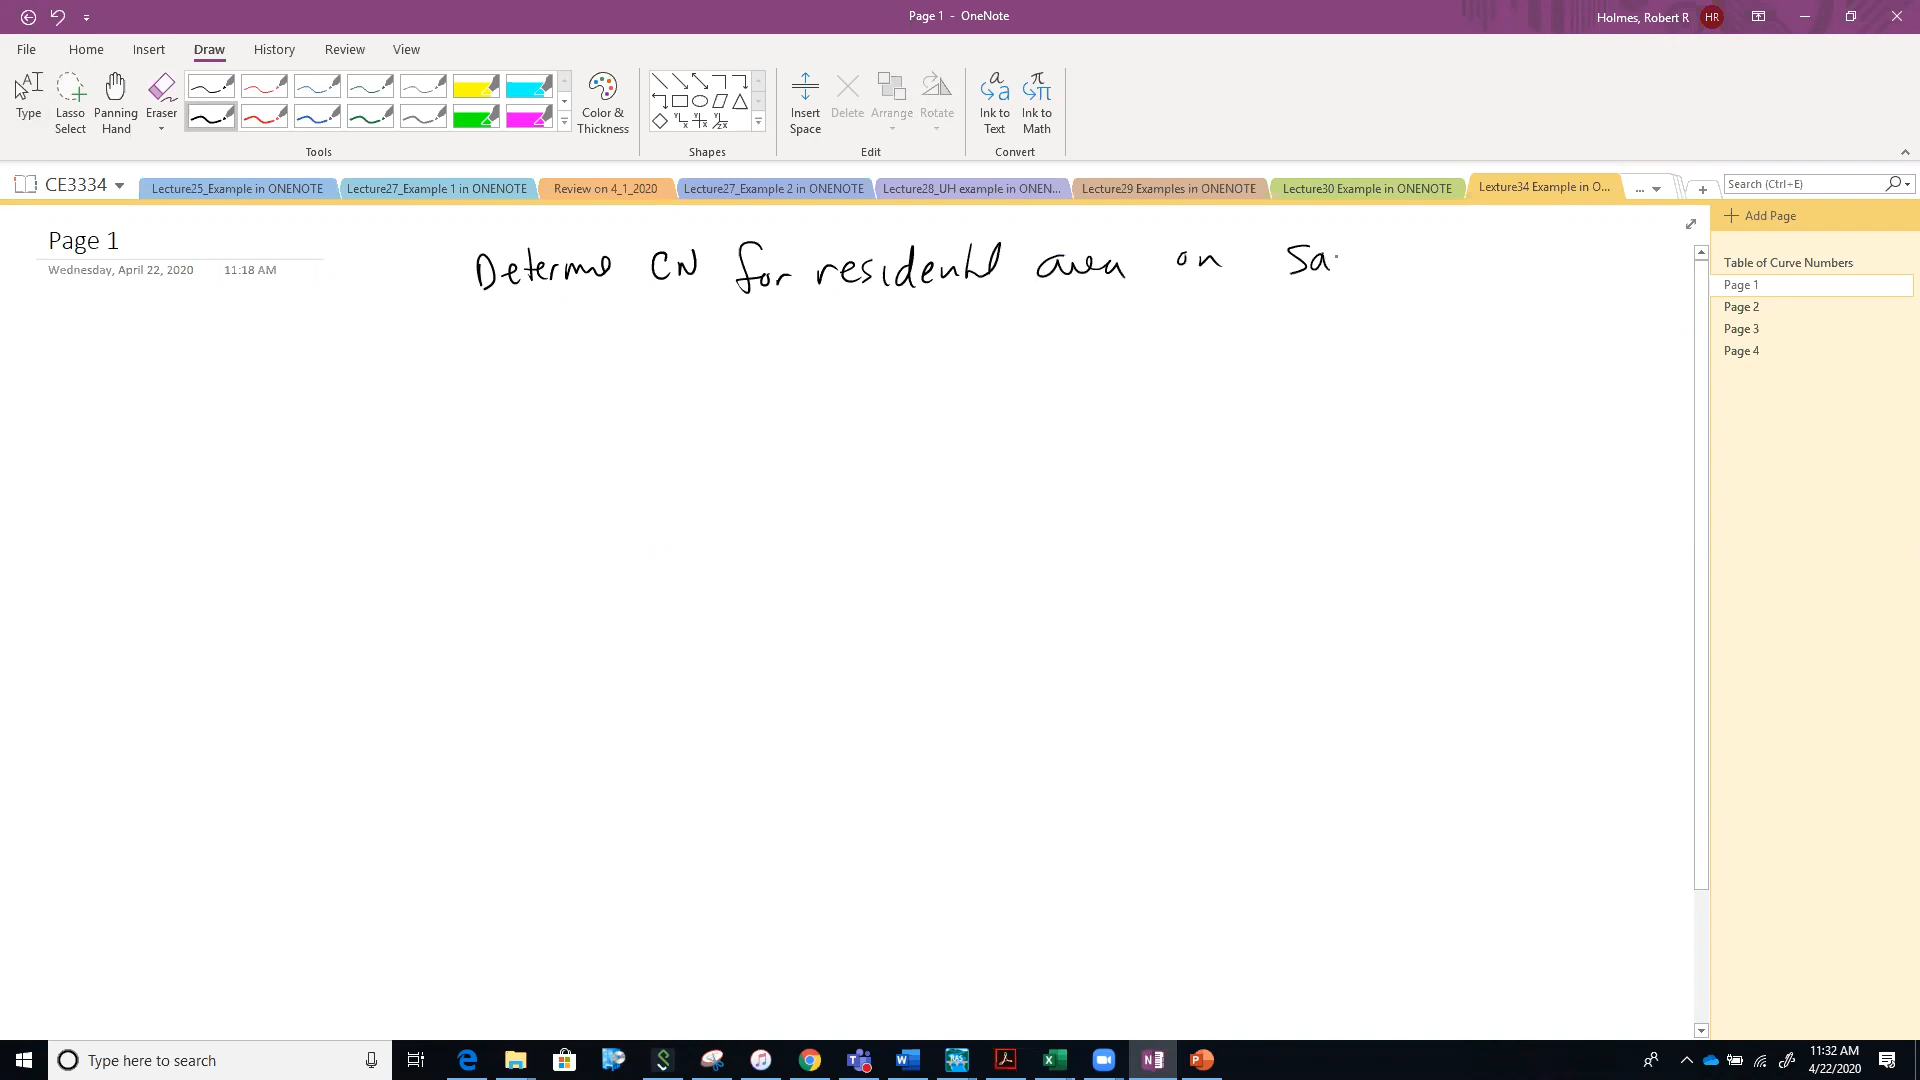 Page 1 - OneNote
Holmes, Robert R HR
File Home Insert Draw History Review View
Type Lasso Select Panning Hand Eraser Color & Thickness Insert Space Delete Arrange Rotate Ink to Text Ink to Math
Tools Shapes Edit Convert
CE3334 Lecture25_Example in ONENOTE Lecture27_Example 1 in ONENOTE Review on 4_1_2020 Lecture27_Example 2 in ONENOTE Lecture28_UH example in ONEN... Lecture29 Examples in ONENOTE Lecture30 Example in ONENOTE Lexture34 Example in O... ... Search (Ctrl+E)
Add Page
Page 1
Wednesday, April 22, 2020 11:18 AM
Determe CN for residentl area on Sa
Table of Curve Numbers
Page 1
Page 2
Page 3
Page 4
Type here to search
11:32 AM
4/22/2020